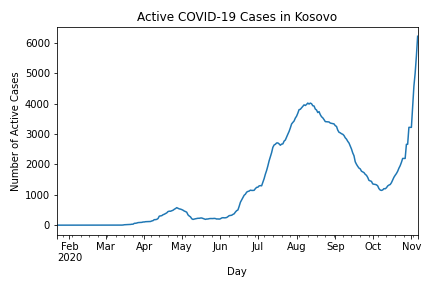 Active COVID-19 Cases in Kosovo
Number of Active Cases
6000
5000
4000
3000
2000
1000
0
Feb Mar Apr May Jun Jul Aug Sep Oct Nov
2020
Day